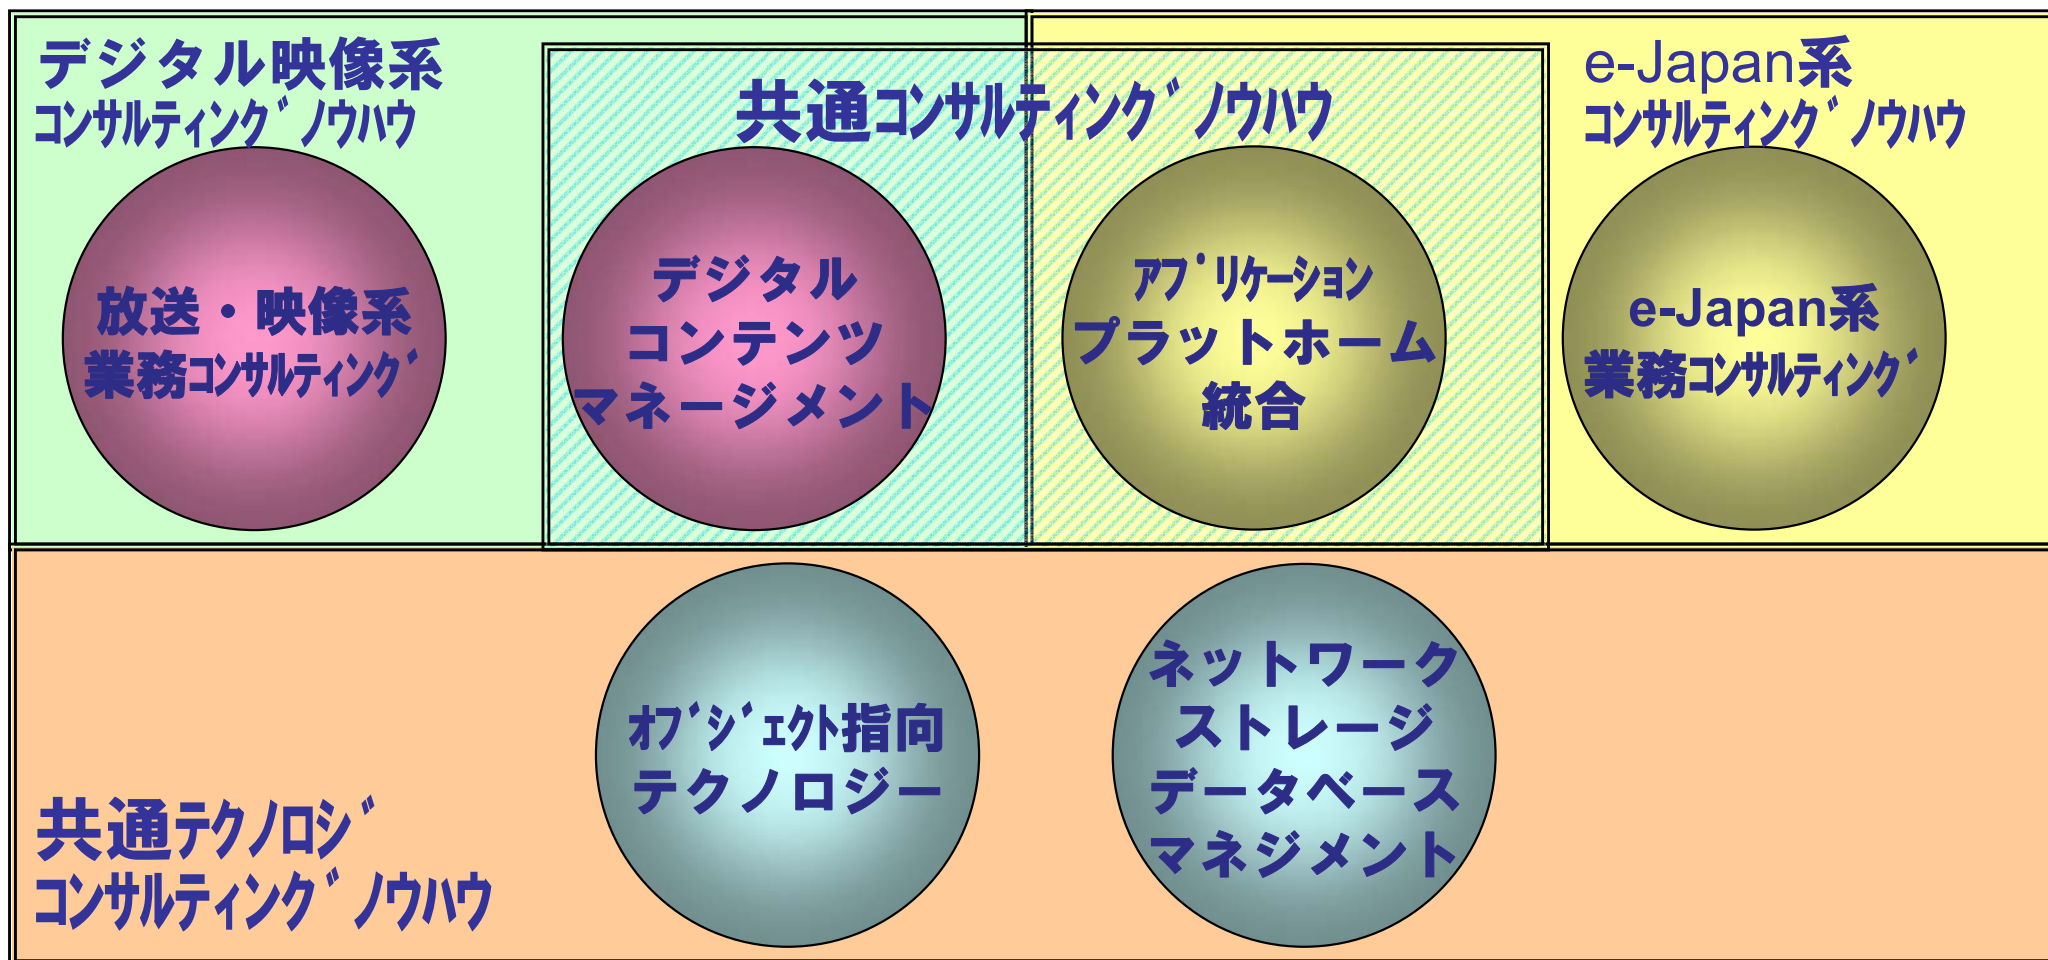 デジタル映像系
ｺﾝｻﾙﾃｨﾝｸﾞﾉｳﾊｳ
共通ｺﾝｻﾙﾃｨﾝｸﾞﾉｳﾊｳ
e-Japan系
ｺﾝｻﾙﾃｨﾝｸﾞﾉｳﾊｳ
放送・映像系
業務ｺﾝｻﾙﾃｨﾝｸﾞ
デジタル
コンテンツ
マネージメント
ｱﾌﾟﾘｹｰｼｮﾝ
プラットホーム
統合
e-Japan系
業務ｺﾝｻﾙﾃｨﾝｸﾞ
ｵﾌﾞｼﾞｪｸﾄ指向
テクノロジー
ネットワーク
ストレージ
データベース
マネジメント
共通ﾃｸﾉﾛｼﾞ
ｺﾝｻﾙﾃｨﾝｸﾞﾉｳﾊｳ